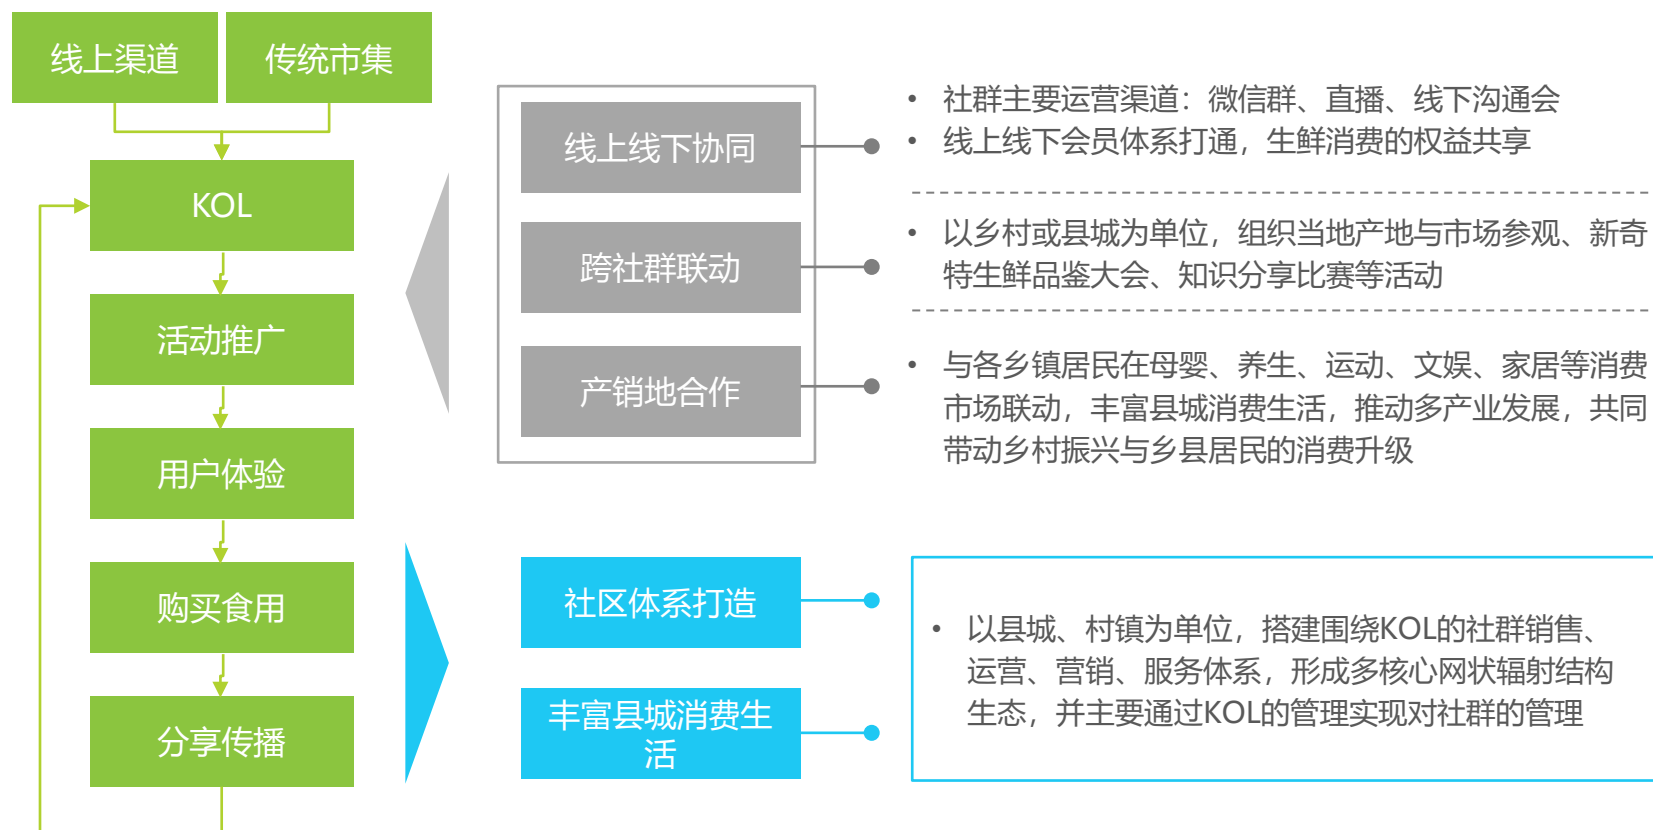 线上渠道
传统市集
KOL
活动推广
用户体验
购买食用
分享传播
线上线下协同
跨社群联动
产销地合作
• 社群主要运营渠道：微信群、直播、线下沟通会
• 线上线下会员体系打通，生鲜消费的权益共享
• 以乡村或县城为单位，组织当地产地与市场参观、新奇
特生鲜品鉴大会、知识分享比赛等活动
• 与各乡镇居民在母婴、养生、运动、文娱、家居等消费
市场联动，丰富县城消费生活，推动多产业发展，共同
带动乡村振兴与乡县居民的消费升级
社区体系打造
丰富县城消费生
活
• 以县城、村镇为单位，搭建围绕KOL的社群销售、
运营、营销、服务体系，形成多核心网状辐射结构
生态，并主要通过KOL的管理实现对社群的管理